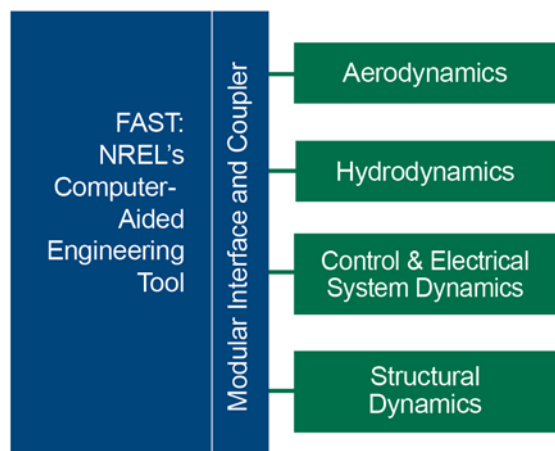 FAST:
NREL's
Computer-
Aided
Engineering
Tool
Modular Interface and Coupler
Aerodynamics
Hydrodynamics
Control & Electrical
System Dynamics
Structural
Dynamics